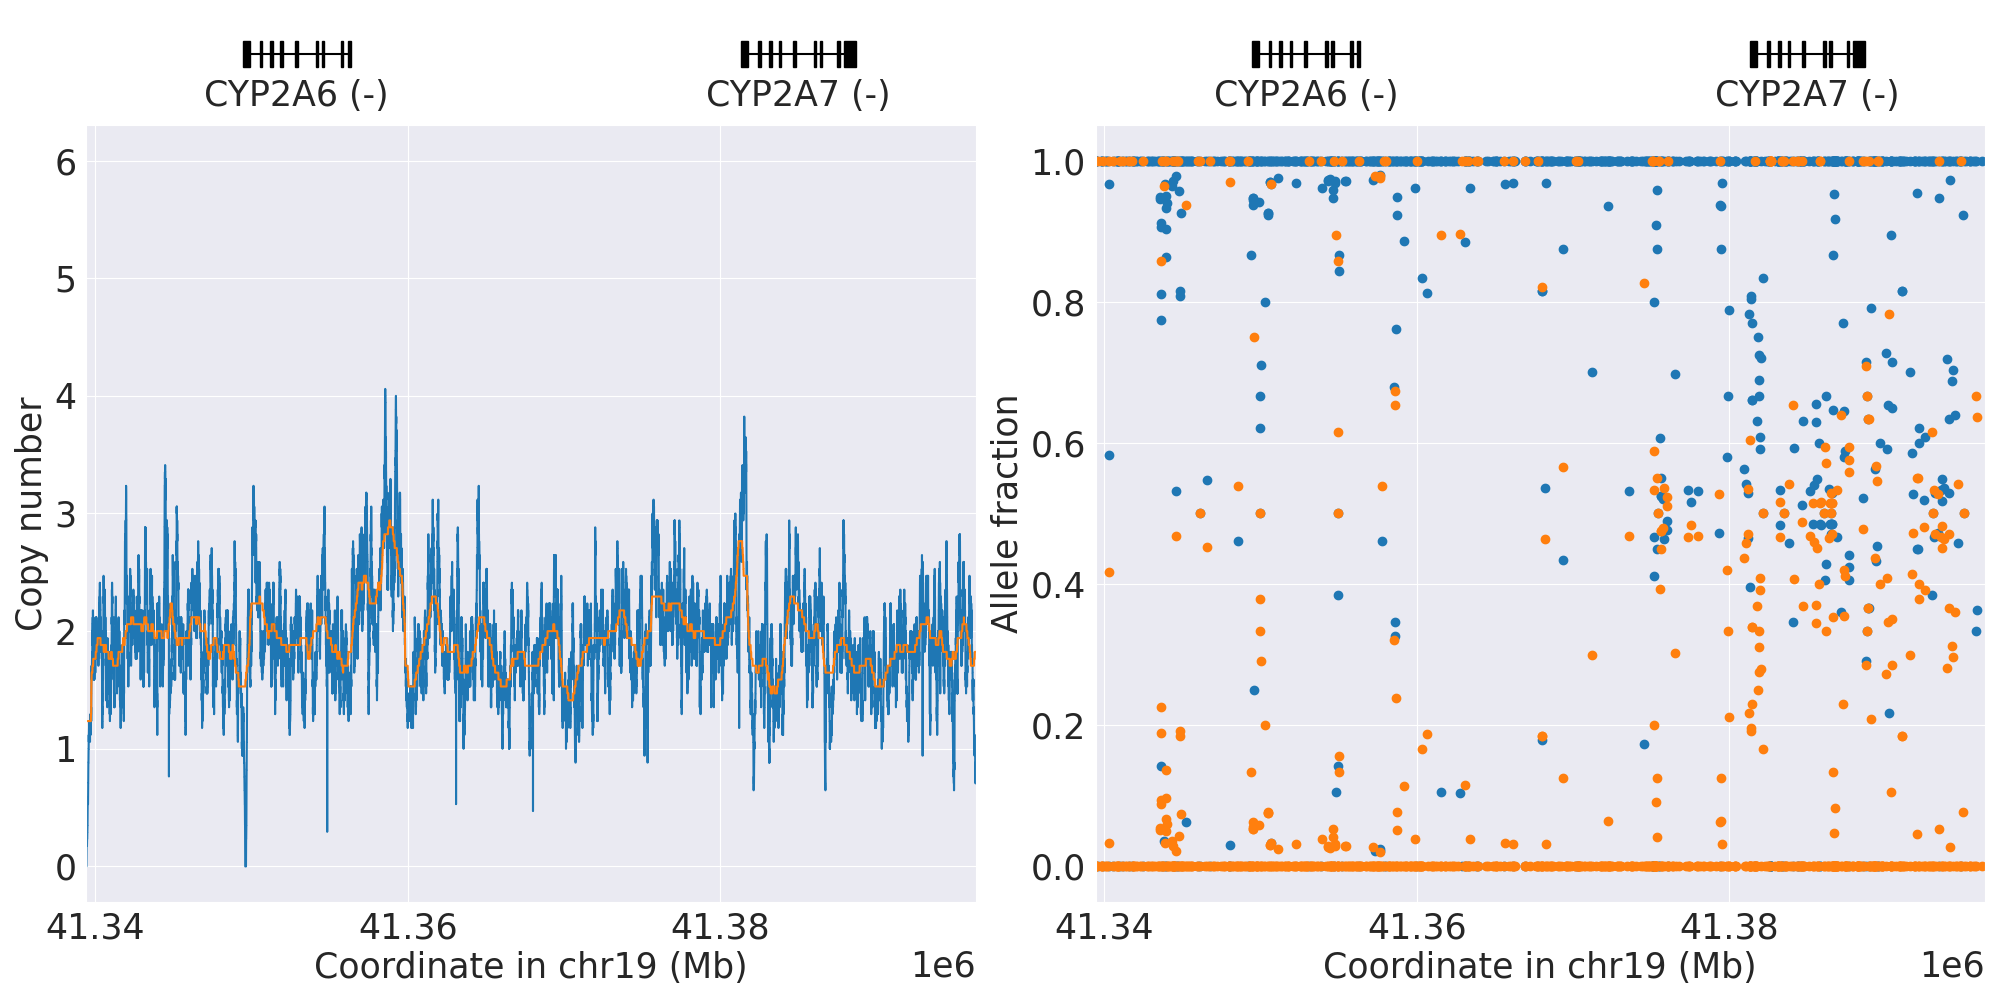 CYP2A6 (-)
CYP2A7 (-)
6
5
4
3
2
1
0
Copy number
41.34
41.36
41.38
Coordinate in chr19 (Mb)
1e6
CYP2A6 (-)
CYP2A7 (-)
1.0
0.8
0.6
0.4
0.2
0.0
Allele fraction
41.34
41.36
41.38
Coordinate in chr19 (Mb)
1e6